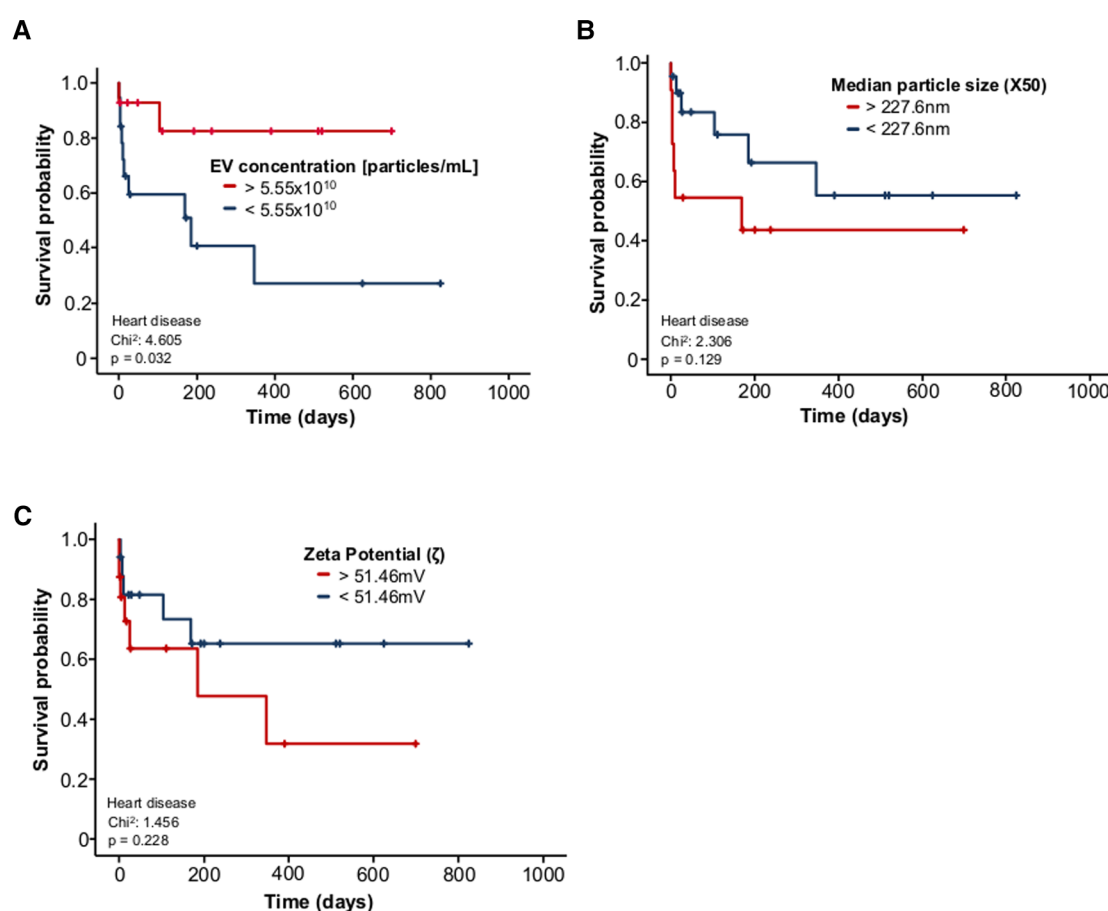 A
1.0
0.8
0.6
0.4
0.2
0
Survival probability
EV concentration [particles/mL]
> 5.55x10¹⁰
< 5.55x10¹⁰
Heart disease
Chi²: 4.605
p = 0.032
0 200 400 600 800 1000
Time (days)
B
1.0
0.8
0.6
0.4
0.2
0
Survival probability
Median particle size (X50)
> 227.6nm
< 227.6nm
Heart disease
Chi²: 2.306
p = 0.129
0 200 400 600 800 1000
Time (days)
C
1.0
0.8
0.6
0.4
0.2
0
Survival probability
Zeta Potential (ζ)
> 51.46mV
< 51.46mV
Heart disease
Chi²: 1.456
p = 0.228
0 200 400 600 800 1000
Time (days)